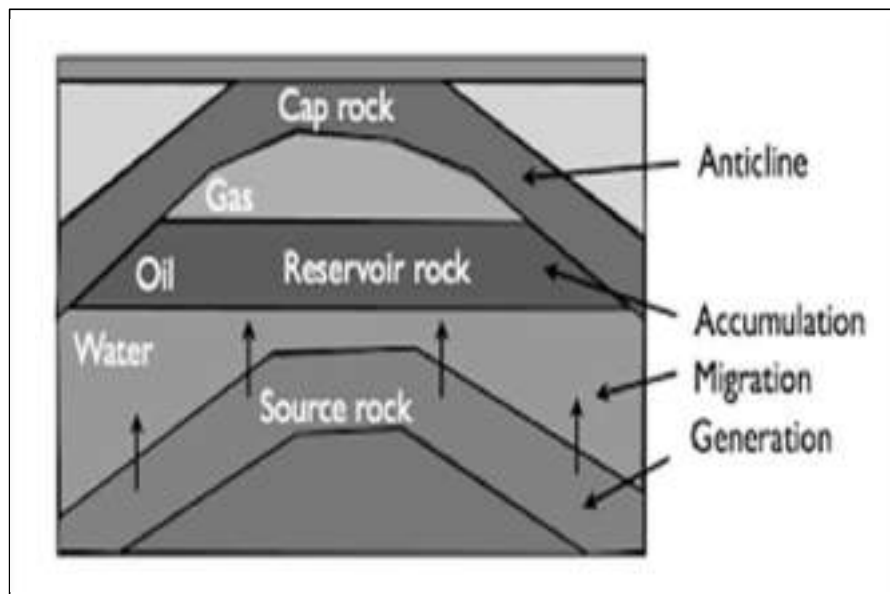 Cap rock
Anticline
Gas
Oil
Reservoir rock
Accumulation
Water
Migration
Source rock
Generation